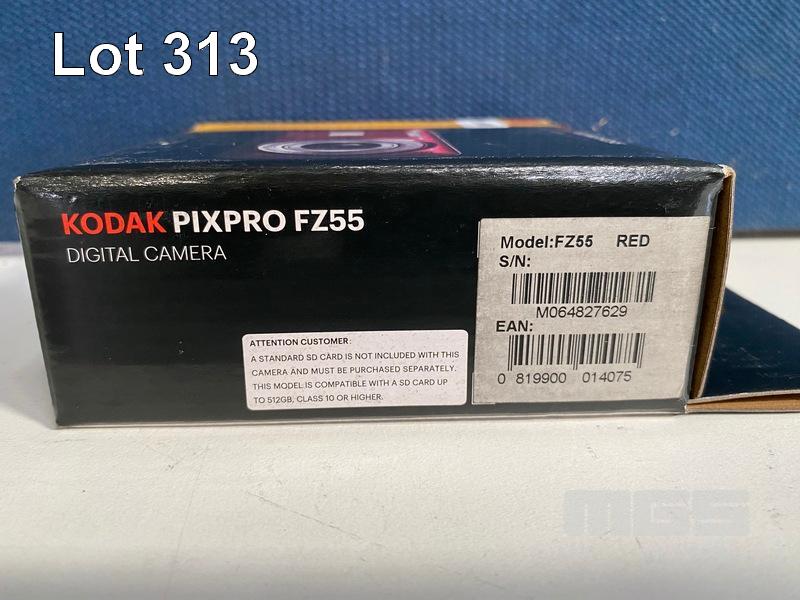 Lot 313
KODAK PIXPRO FZ55
DIGITAL CAMERA
ATTENTION CUSTOMER:
A STANDARD SD CARD IS NOT INCLUDED WITH THIS
CAMERA AND MUST BE PURCHASED SEPARATELY.
THIS MODEL IS COMPATIBLE WITH A SD CARD UP
TO 512GB, CLASS 10 OR HIGHER.
Model:FZ55 RED
S/N:
M064827629
EAN:
0 819900 014075
MGS